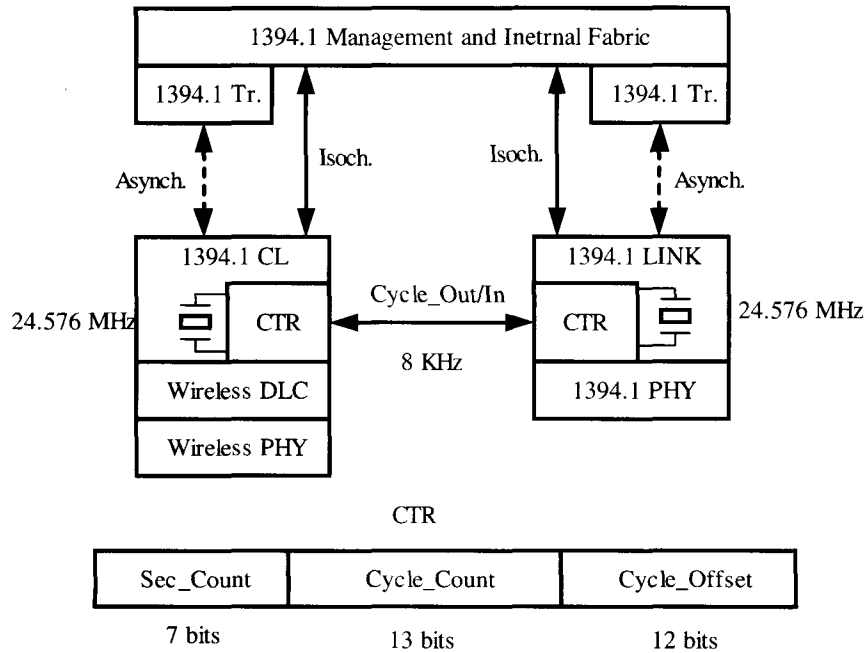 1394.1 Management and Inetrnal Fabric
1394.1 Tr.
1394.1 Tr.
Asynch.
Isoch.
Isoch.
Asynch.
1394.1 CL
1394.1 LINK
24.576 MHz
CTR
Cycle_Out/In
CTR
24.576 MHz
8 KHz
Wireless DLC
1394.1 PHY
Wireless PHY
CTR
Sec_Count
Cycle_Count
Cycle_Offset
7 bits
13 bits
12 bits